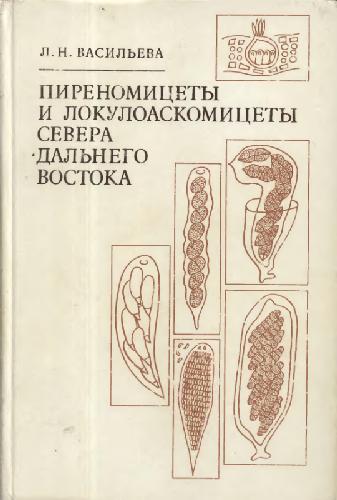 Л. Н. ВАСИЛЬЕВА
ПИРЕНОМИЦЕТЫ
И ЛОКУЛОАСКОМИЦЕТЫ
СЕВЕРА
ДАЛЬНЕГО
ВОСТОКА